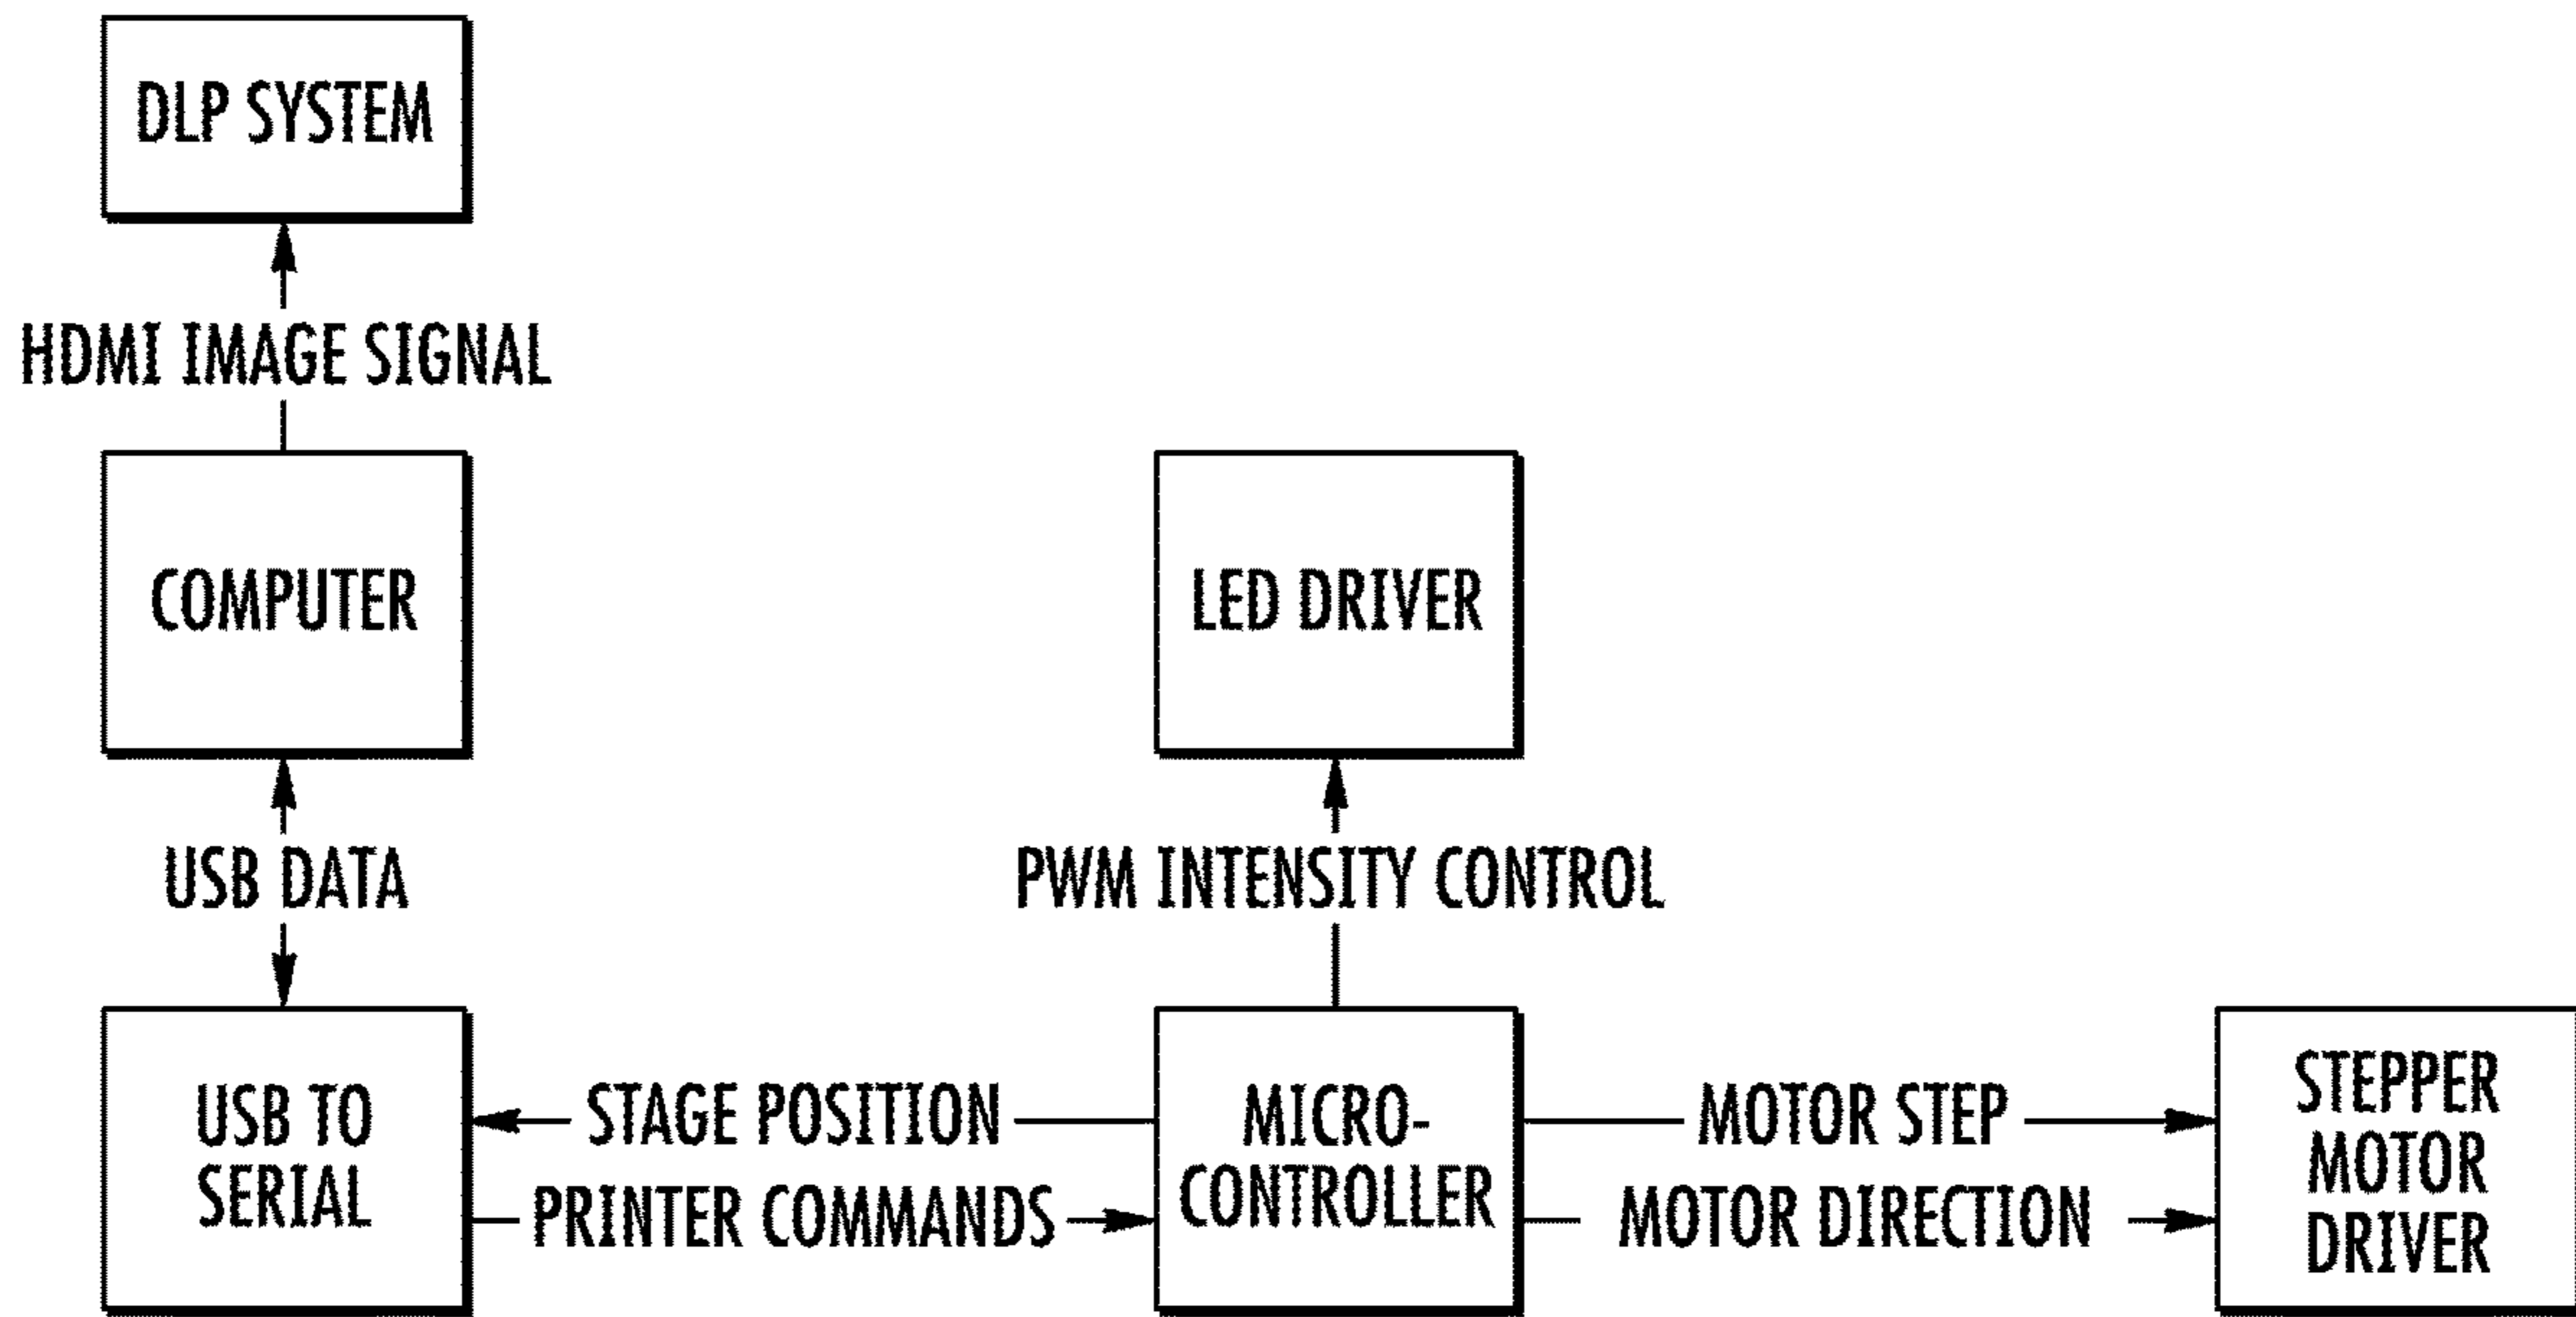 DLP SYSTEM
HDMI IMAGE SIGNAL
COMPUTER
LED DRIVER
USB DATA
PWM INTENSITY CONTROL
USB TO
SERIAL
STAGE POSITION
PRINTER COMMANDS
MICRO-
CONTROLLER
MOTOR STEP
MOTOR DIRECTION
STEPPER
MOTOR
DRIVER